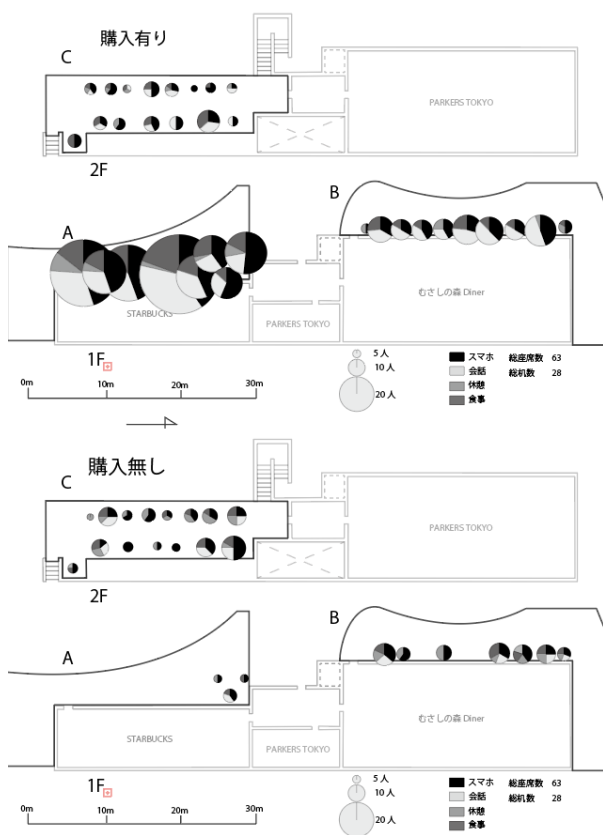 購入有り
C
PARKERS TOKYO
2F
A
B
STARBUCKS
PARKERS TOKYO
むさしの森 Diner
1F
0m 10m 20m 30m
5人
10人
20人
スマホ 総座席数 63
会話 総机数 28
休憩
食事
購入無し
C
PARKERS TOKYO
2F
A
B
STARBUCKS
PARKERS TOKYO
むさしの森 Diner
1F
0m 10m 20m 30m
5人
10人
20人
スマホ 総座席数 63
会話 総机数 28
休憩
食事